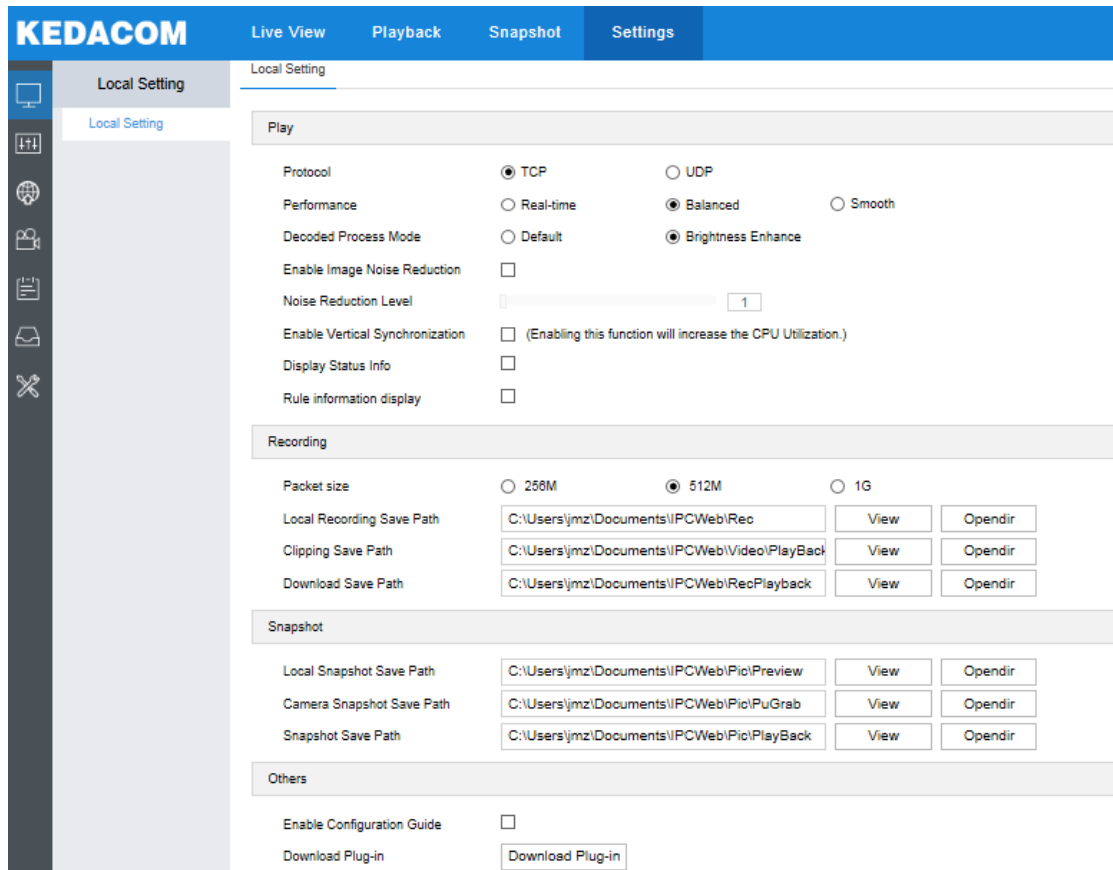 KEDACOM Live View Playback Snapshot Settings
Local Setting
Local Setting
Local Setting
Play
Protocol TCP UDP
Performance Real-time Balanced Smooth
Decoded Process Mode Default Brightness Enhance
Enable Image Noise Reduction
Noise Reduction Level 1
Enable Vertical Synchronization (Enabling this function will increase the CPU Utilization.)
Display Status Info
Rule information display
Recording
Packet size 256M 512M 1G
Local Recording Save Path C:\Users\jmz\Documents\IPCWeb\Rec View Opendir
Clipping Save Path C:\Users\jmz\Documents\IPCWeb\Video\PlayBack View Opendir
Download Save Path C:\Users\jmz\Documents\IPCWeb\RecPlayback View Opendir
Snapshot
Local Snapshot Save Path C:\Users\jmz\Documents\IPCWeb\Pic\Preview View Opendir
Camera Snapshot Save Path C:\Users\jmz\Documents\IPCWeb\Pic\PuGrab View Opendir
Snapshot Save Path C:\Users\jmz\Documents\IPCWeb\Pic\PlayBack View Opendir
Others
Enable Configuration Guide
Download Plug-in Download Plug-in